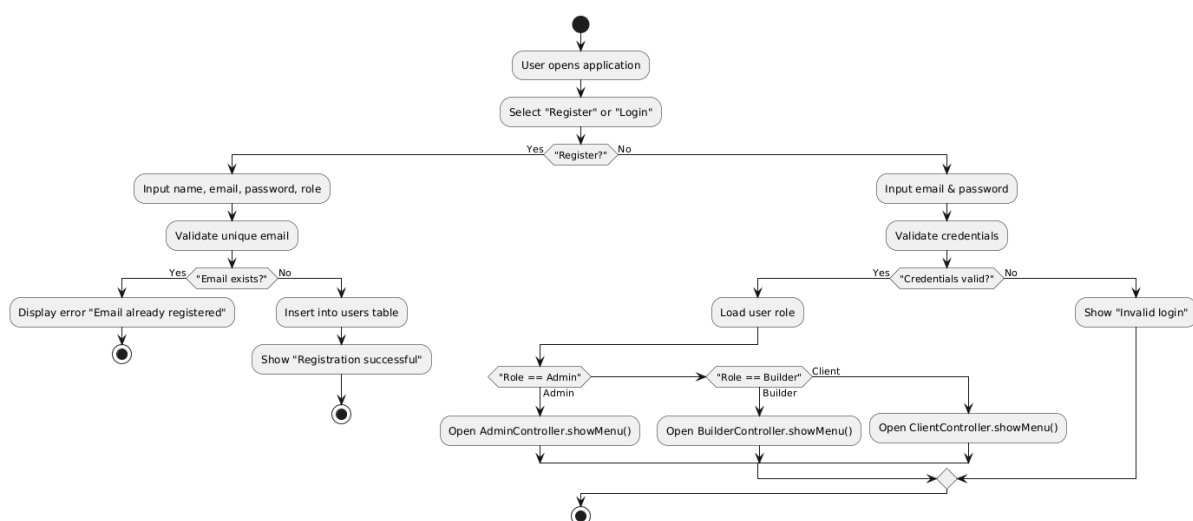 User opens application
Select "Register" or "Login"
Yes
"Register?"
No
Input name, email, password, role
Input email & password
Validate unique email
Validate credentials
Yes
"Email exists?"
No
Yes
"Credentials valid?"
No
Display error "Email already registered"
Insert into users table
Load user role
Show "Invalid login"
Show "Registration successful"
"Role == Admin"
"Role == Builder"
Client
Admin
Builder
Open AdminController.showMenu()
Open BuilderController.showMenu()
Open ClientController.showMenu()